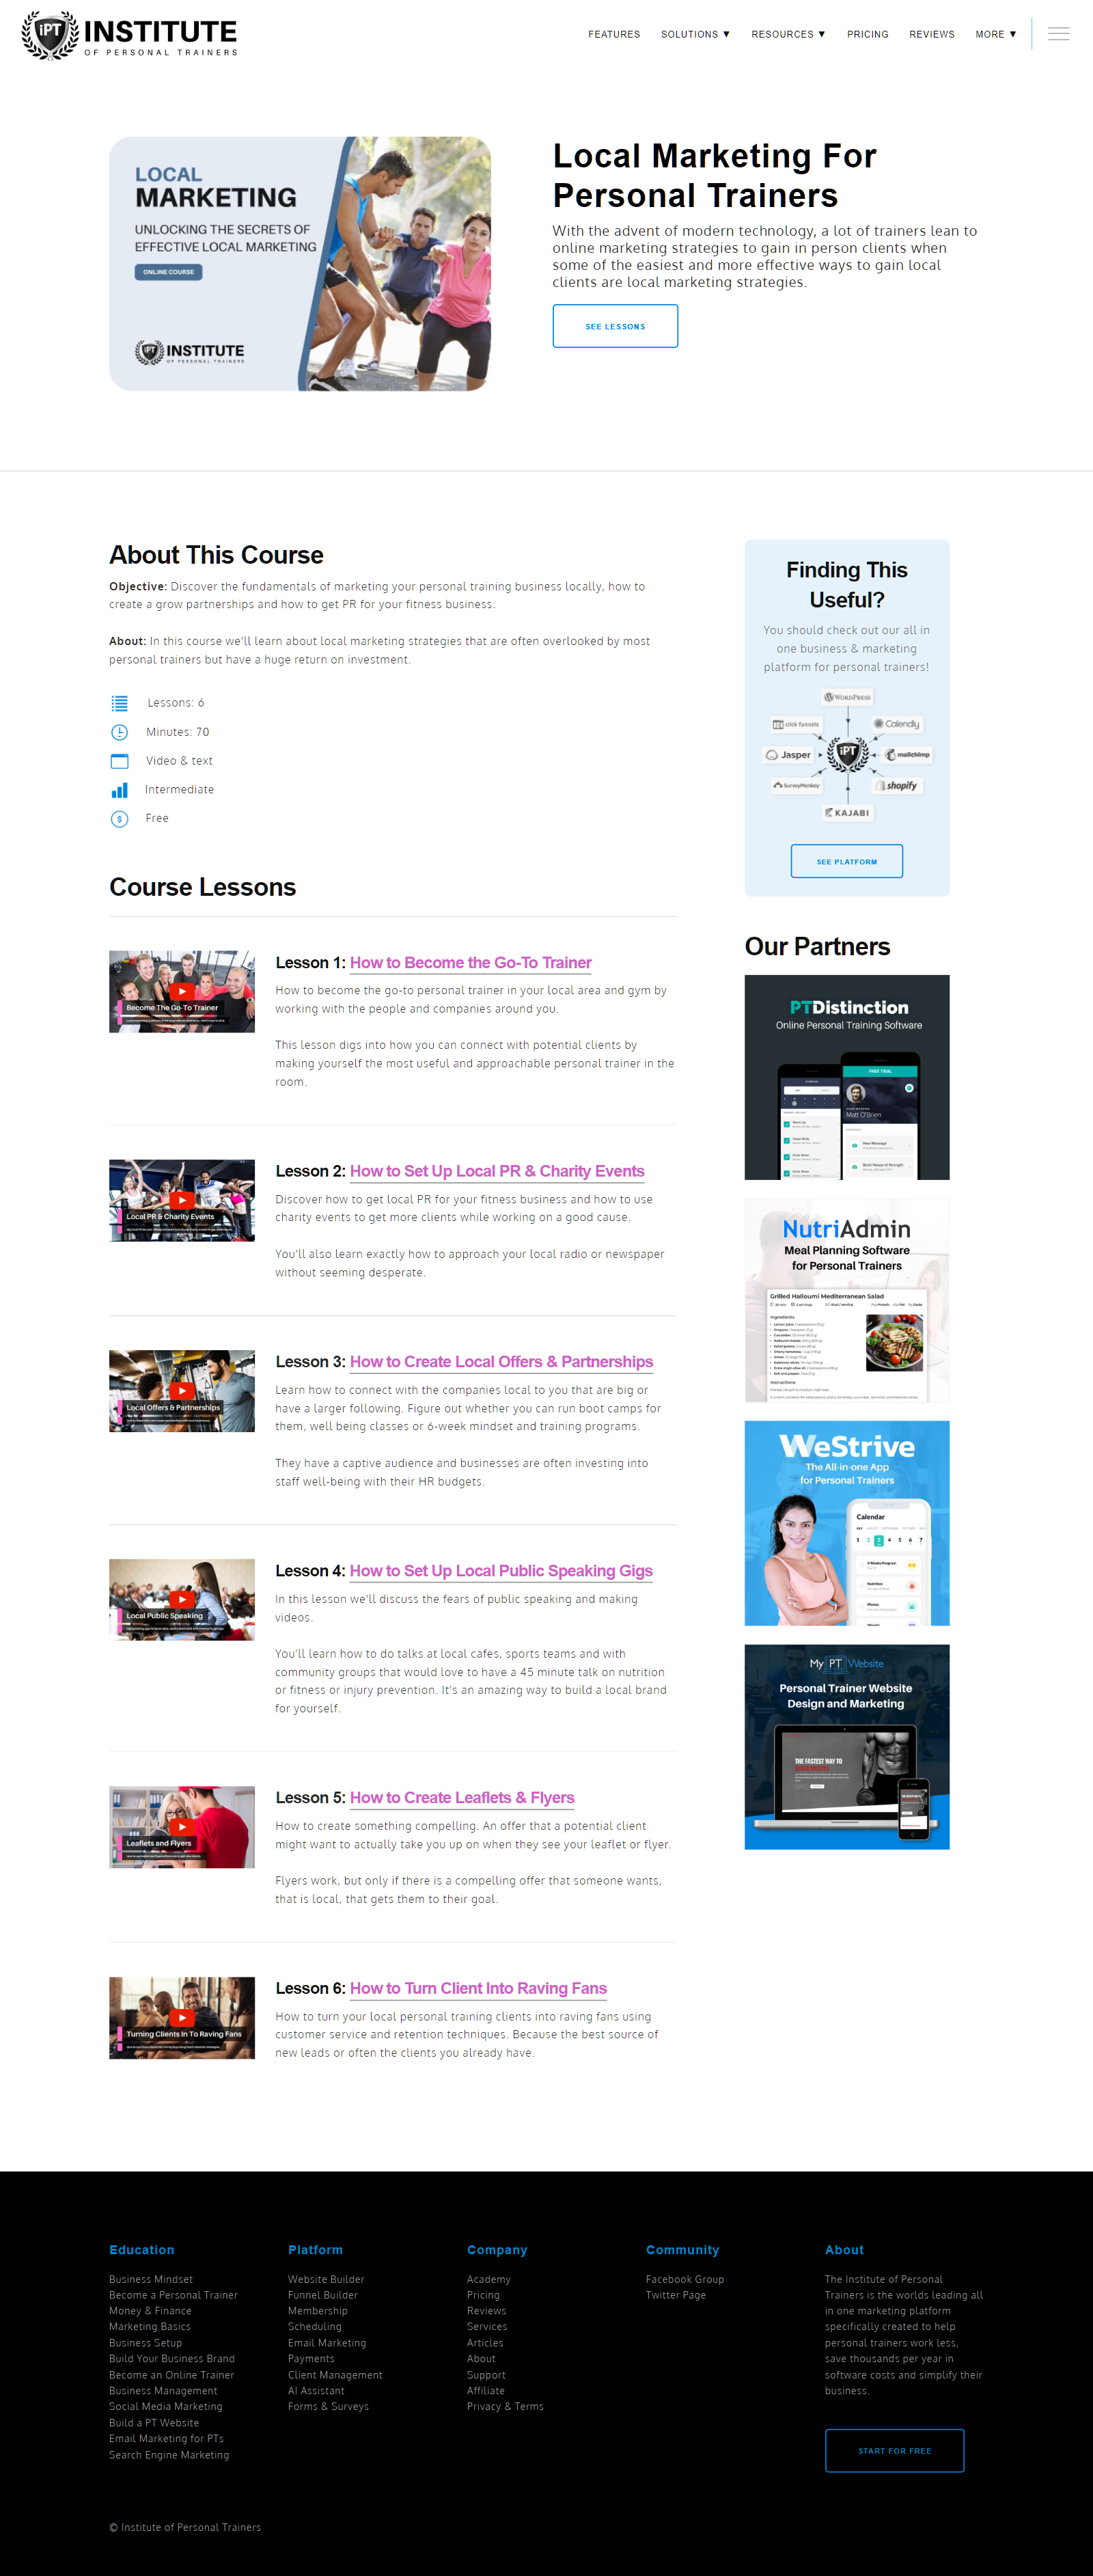 iPT INSTITUTE
OF PERSONAL TRAINERS
FEATURES
SOLUTIONS ▼
RESOURCES ▼
PRICING
REVIEWS
MORE ▼
LOCAL
MARKETING
UNLOCKING THE SECRETS OF
EFFECTIVE LOCAL MARKETING
ONLINE COURSE
iPT INSTITUTE
OF PERSONAL TRAINERS
Local Marketing For
Personal Trainers
With the advent of modern technology, a lot of trainers lean to
online marketing strategies to gain in person clients when
some of the easiest and more effective ways to gain local
clients are local marketing strategies.
SEE LESSONS
About This Course
Objective: Discover the fundamentals of marketing your personal training business locally, how to
create a grow partnerships and how to get PR for your fitness business.
About: In this course we'll learn about local marketing strategies that are often overlooked by most
personal trainers but have a huge return on investment.
Lessons: 6
Minutes: 70
Video & text
Intermediate
Free
Course Lessons
Become The Go-To Trainer
Lesson 1: How to Become the Go-To Trainer
How to become the go-to personal trainer in your local area and gym by
working with the people and companies around you.
This lesson digs into how you can connect with potential clients by
making yourself the most useful and approachable personal trainer in the
room.
Local PR & Charity Events
Lesson 2: How to Set Up Local PR & Charity Events
Discover how to get local PR for your fitness business and how to use
charity events to get more clients while working on a good cause.
You'll also learn exactly how to approach your local radio or newspaper
without seeming desperate.
Local Offers & Partnerships
Lesson 3: How to Create Local Offers & Partnerships
Learn how to connect with the companies local to you that are big or
have a larger following. Figure out whether you can run boot camps for
them, well being classes or 6-week mindset and training programs.
They have a captive audience and businesses are often investing into
staff well-being with their HR budgets.
Local Public Speaking
Lesson 4: How to Set Up Local Public Speaking Gigs
In this lesson we'll discuss the fears of public speaking and making
videos.
You'll learn how to do talks at local cafes, sports teams and with
community groups that would love to have a 45 minute talk on nutrition
or fitness or injury prevention. It's an amazing way to build a local brand
for yourself.
Leaflets and Flyers
Lesson 5: How to Create Leaflets & Flyers
How to create something compelling. An offer that a potential client
might want to actually take you up on when they see your leaflet or flyer.
Flyers work, but only if there is a compelling offer that someone wants,
that is local, that gets them to their goal.
Turning Clients In To Raving Fans
Lesson 6: How to Turn Client Into Raving Fans
How to turn your local personal training clients into raving fans using
customer service and retention techniques. Because the best source of
new leads or often the clients you already have.
Finding This
Useful?
You should check out our all in
one business & marketing
platform for personal trainers!
WORDPRESS
click funnels
Calendly
Jasper
iPT
mailchimp
SurveyMonkey
shopify
KAJABI
SEE PLATFORM
Our Partners
PTDistinction
Online Personal Training Software
FREE TRIAL
Matt O'Brien
New Message
NutriAdmin
Meal Planning Software
for Personal Trainers
Grilled Halloumi Mediterranean Salad
Ingredients
Instructions
WeStrive
The All-in-one App
for Personal Trainers
Calendar
1 2 3 4 5 6 7
4 Weeks Program
Nutrition
Photos
My PT Website
Personal Trainer Website
Design and Marketing
THE FASTEST WAY TO
Education
Business Mindset
Become a Personal Trainer
Money & Finance
Marketing Basics
Business Setup
Build Your Business Brand
Become an Online Trainer
Business Management
Social Media Marketing
Build a PT Website
Email Marketing for PTs
Search Engine Marketing
Platform
Website Builder
Funnel Builder
Membership
Scheduling
Email Marketing
Payments
Client Management
AI Assistant
Forms & Surveys
Company
Academy
Pricing
Reviews
Services
Articles
About
Support
Affiliate
Privacy & Terms
Community
Facebook Group
Twitter Page
About
The Institute of Personal
Trainers is the worlds leading all
in one marketing platform
specifically created to help
personal trainers work less,
save thousands per year in
software costs and simplify their
business.
START FOR FREE
© Institute of Personal Trainers